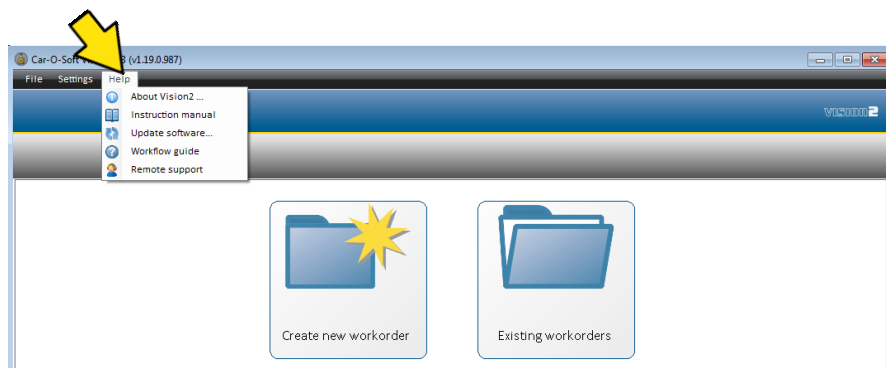 Car-O-Soft (v1.19.0.987)
File Settings Help
About Vision2 ...
Instruction manual
Update software...
Workflow guide
Remote support
VISION2
Create new workorder
Existing workorders